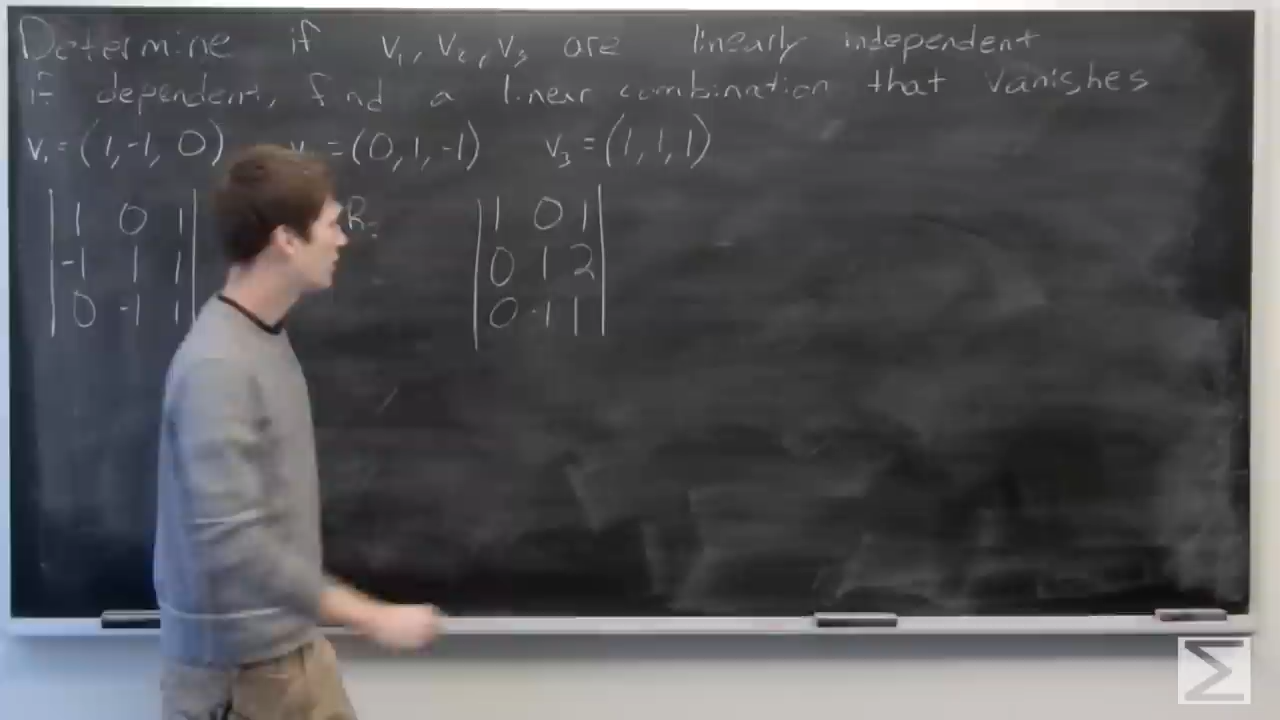 Determine if v₁, v₂, v₃ are linearly independent
if dependent, find a linear combination that vanishes
v₁ = (1, -1, 0) v = (0, 1, -1) v₃ = (1, 1, 1)
1 0 1 R₂ 1 0 1
-1 1 1 0 1 2
0 -1 1 0 -1 1
Σ